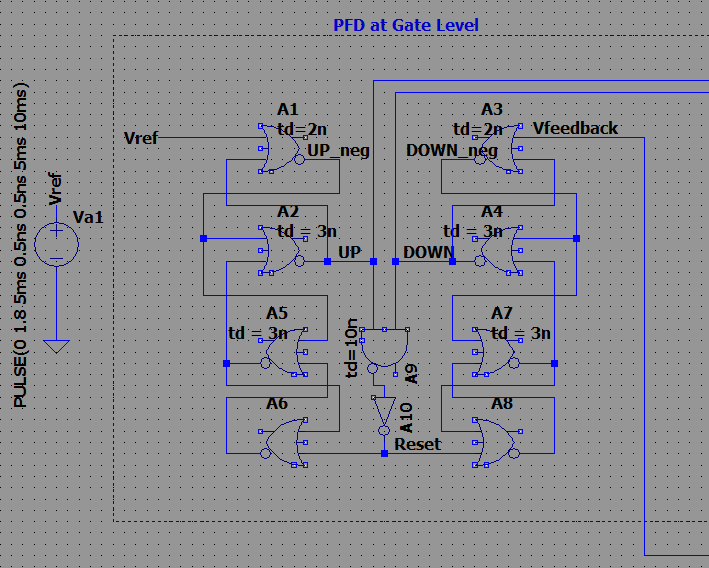 PFD at Gate Level
A1
td=2n
Vref
UP_neg
A3
td=2n
Vfeedback
DOWN_neg
A2
td = 3n
UP
A4
td = 3n
DOWN
Vref
Va1
PULSE(0 1.8 5ms 0.5ns 0.5ns 5ms 10ms)
A5
td = 3n
td=10n
A9
A7
td = 3n
A6
A10
Reset
A8